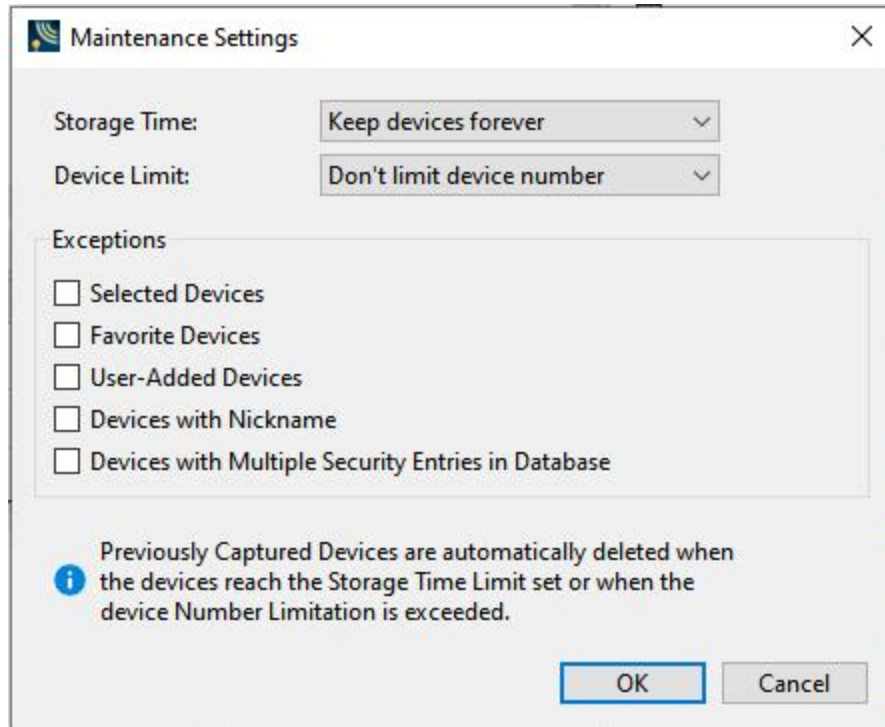 Maintenance Settings
Storage Time: Keep devices forever
Device Limit: Don't limit device number
Exceptions
Selected Devices
Favorite Devices
User-Added Devices
Devices with Nickname
Devices with Multiple Security Entries in Database
Previously Captured Devices are automatically deleted when
the devices reach the Storage Time Limit set or when the
device Number Limitation is exceeded.
OK Cancel